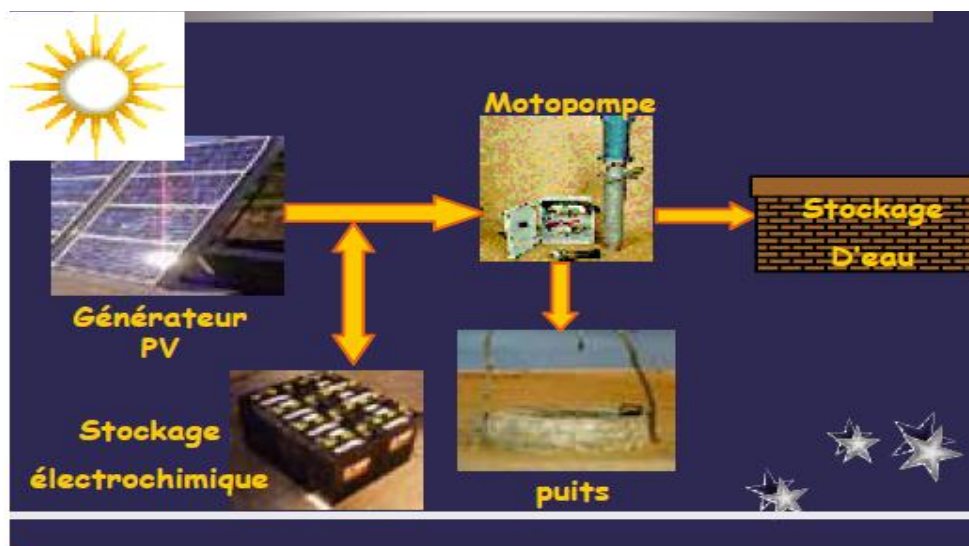 Motopompe
Stockage
D'eau
Générateur
PV
Stockage
électrochimique
puits